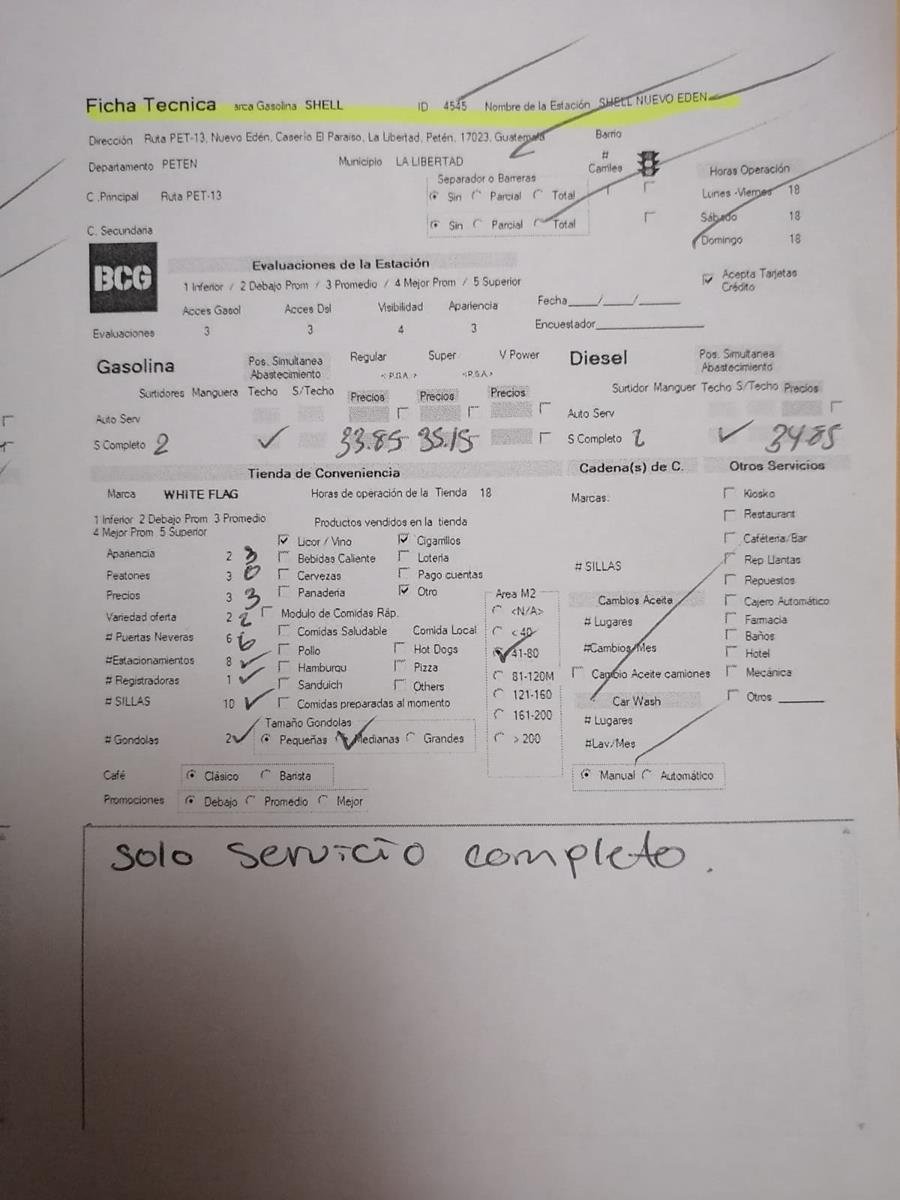 Ficha Tecnica arca Gasolina SHELL ID 4545 Nombre de la Estación SHELL NUEVO EDEN
Dirección Ruta PET-13, Nuevo Edén, Caserío El Paraiso, La Libertad, Petén, 17023, Guatemala Barrio
Departamento PETEN Municipio LA LIBERTAD # Carriles
Separador o Barreras Horas Operación
C .Principal Ruta PET-13 Sin Parcial Total 1 Lunes -Viernes 18
Sábado 18
C. Secundaria Sin Parcial Total Domingo 18
BCG
Evaluaciones de la Estación
1 Inferior / 2 Debajo Prom / 3 Promedio / 4 Mejor Prom / 5 Superior
Acepta Tarjetas Crédito
Acces Gasol Acces Dsl Visibilidad Apariencia Fecha___/___/_____
Evaluaciones 3 3 4 3 Encuestador______________
Gasolina Pos. Simultanea Abastecimiento Regular Super V Power Diesel Pos. Simultanea Abastecimiento
Surtidores Manguera Techo S/Techo Precios Precios Precios Surtidor Manguer Techo S/Techo Precios
Auto Serv Auto Serv
S Completo 2 ✓ 33.85 35.15 S Completo 2 ✓ 34.85
Tienda de Conveniencia Cadena(s) de C. Otros Servicios
Marca WHITE FLAG Horas de operación de la Tienda 18 Marcas: Kiosko
1 Inferior 2 Debajo Prom 3 Promedio
4 Mejor Prom 5 Superior
Productos vendidos en la tienda
Restaurant
Licor / Vino Cigarrillos Caféteria/Bar
Apariencia 2 3 Bebidas Caliente Loteria # SILLAS Rep Llantas
Peatones 3 0 Cervezas Pago cuentas Repuestos
Precios 3 3 Panaderia Otro Area M2 Cambios Aceite Cajero Automático
Variedad oferta 2 2 Modulo de Comidas Ráp. <N/A> # Lugares Farmacia
# Puertas Neveras 6 6 Comidas Saludable Comida Local < 40 Baños
Pollo Hot Dogs 41-80 #Cambios/Mes Hotel
#Estacionamientos 8 ✓ Hamburqu Pizza 81-120M Cambio Aceite camiones Mecánica
# Registradoras 1 ✓ Sanduich Others 121-160 Car Wash Otros _____
# SILLAS 10 ✓ Comidas preparadas al momento 161-200 # Lugares
Tamaño Gondolas
# Gondolas 2 ✓ Pequeñas Medianas Grandes > 200 #Lav/Mes
Café Clásico Barista Manual Automático
Promociones Debajo Promedio Mejor
solo servicio completo.